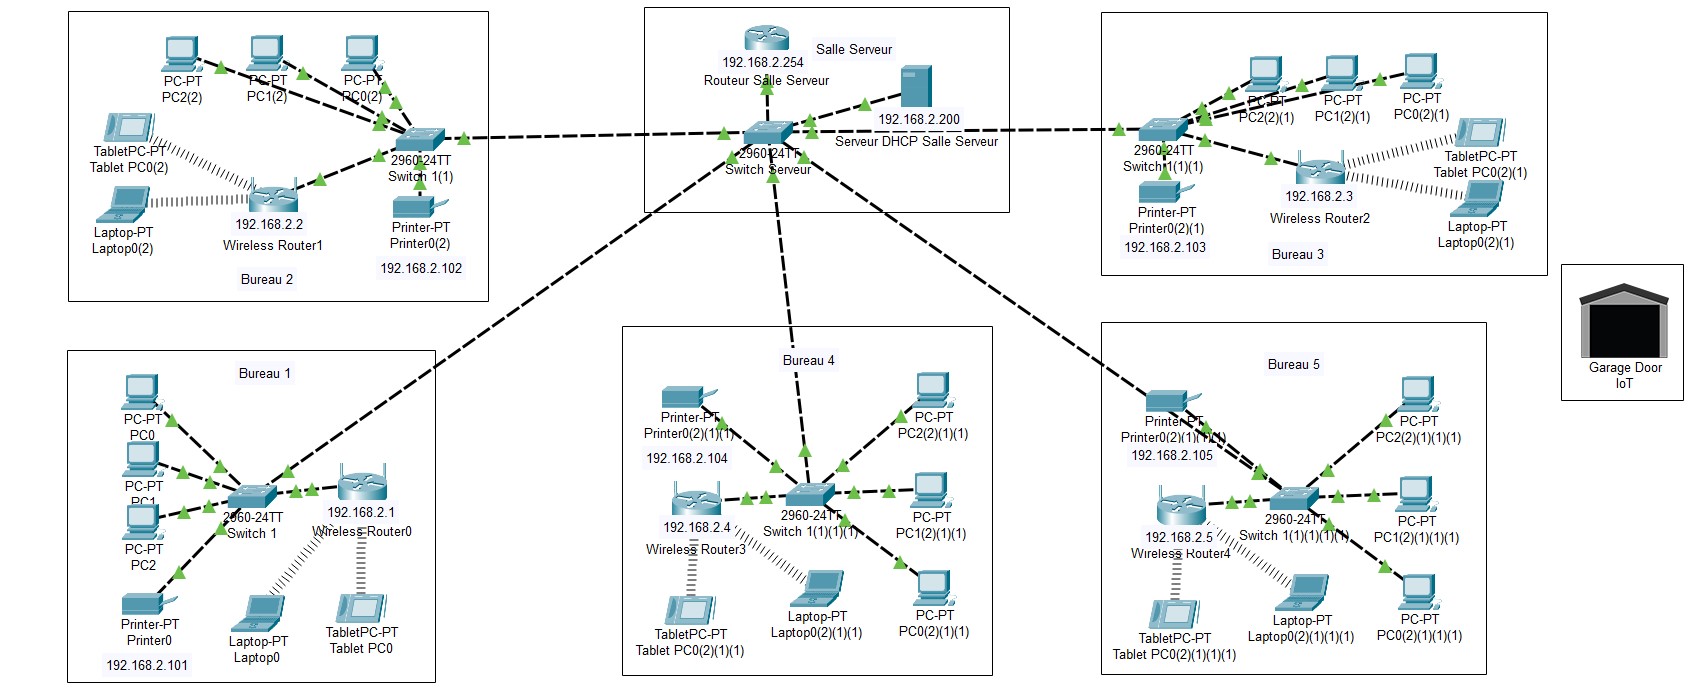 PC-PT
PC2(2)
PC-PT
PC1(2)
PC-PT
PC0(2)
TabletPC-PT
Tablet PC0(2)
Laptop-PT
Laptop0(2)
192.168.2.2
Wireless Router1
Bureau 2
2960-24TT
Switch 1(1)
Printer-PT
Printer0(2)
192.168.2.102
192.168.2.254
Routeur Salle Serveur
Salle Serveur
192.168.2.200
Serveur DHCP Salle Serveur
2960-24TT
Switch Serveur
PC-PT
PC2(2)(1)
PC-PT
PC1(2)(1)
PC-PT
PC0(2)(1)
2960-24TT
Switch 1(1)(1)
Printer-PT
Printer0(2)(1)
192.168.2.103
192.168.2.3
Wireless Router2
Bureau 3
TabletPC-PT
Tablet PC0(2)(1)
Laptop-PT
Laptop0(2)(1)
Garage Door
IoT
Bureau 1
PC-PT
PC0
PC-PT
PC1
PC-PT
PC2
Printer-PT
Printer0
192.168.2.101
2960-24TT
Switch 1
192.168.2.1
Wireless Router0
Laptop-PT
Laptop0
TabletPC-PT
Tablet PC0
Bureau 4
Printer-PT
Printer0(2)(1)(1)
192.168.2.104
192.168.2.4
Wireless Router3
2960-24TT
Switch 1(1)(1)(1)
PC-PT
PC2(2)(1)(1)
PC-PT
PC1(2)(1)(1)
PC-PT
PC0(2)(1)(1)
TabletPC-PT
Tablet PC0(2)(1)(1)
Laptop-PT
Laptop0(2)(1)(1)
Bureau 5
Printer-PT
Printer0(2)(1)(1)(1)
192.168.2.105
192.168.2.5
Wireless Router4
2960-24TT
Switch 1(1)(1)(1)(1)
PC-PT
PC2(2)(1)(1)(1)
PC-PT
PC1(2)(1)(1)(1)
PC-PT
PC0(2)(1)(1)(1)
TabletPC-PT
Tablet PC0(2)(1)(1)(1)
Laptop-PT
Laptop0(2)(1)(1)(1)